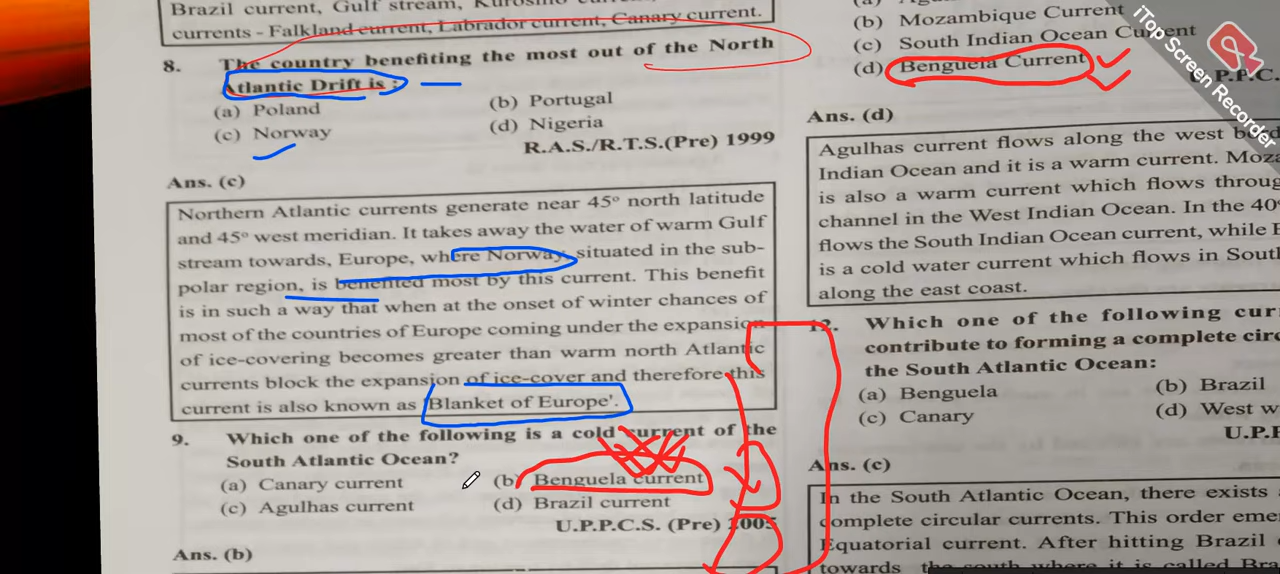 Brazil current, Gulf stream,
currents - Falkland current, Labrador current, Canary current.
8. The country benefiting the most out of the North
Atlantic Drift is :
(a) Poland (b) Portugal
(c) Norway (d) Nigeria
R.A.S./R.T.S.(Pre) 1999
Ans. (c)
Northern Atlantic currents generate near 45° north latitude
and 45° west meridian. It takes away the water of warm Gulf
stream towards, Europe, where Norway, situated in the sub-
polar region, is benefited most by this current. This benefit
is in such a way that when at the onset of winter chances of
most of the countries of Europe coming under the expansion
of ice-covering becomes greater than warm north Atlantic
currents block the expansion of ice-cover and therefore this
current is also known as 'Blanket of Europe'.
9. Which one of the following is a cold current of the
South Atlantic Ocean?
(a) Canary current (b) Benguela current
(c) Agulhas current (d) Brazil current
U.P.P.C.S. (Pre) 2005
Ans. (b)
(a)
(b) Mozambique Current
(c) South Indian Ocean Current
(d) Benguela Current
U.P.P.C.
Ans. (d)
Agulhas current flows along the west
Indian Ocean and it is a warm current.
is also a warm current which flows
channel in the West Indian Ocean. In the 40°
flows the South Indian Ocean current, while
is a cold water current which flows in
along the east coast.
12. Which one of the following
contribute to forming a complete
the South Atlantic Ocean:
(a) Benguela (b) Brazil
(c) Canary (d) West
Ans. (c)
In the South Atlantic Ocean, there exists
complete circular currents. This order
Equatorial current. After hitting Brazil
towards the south where it is called
iTop Screen Recorder